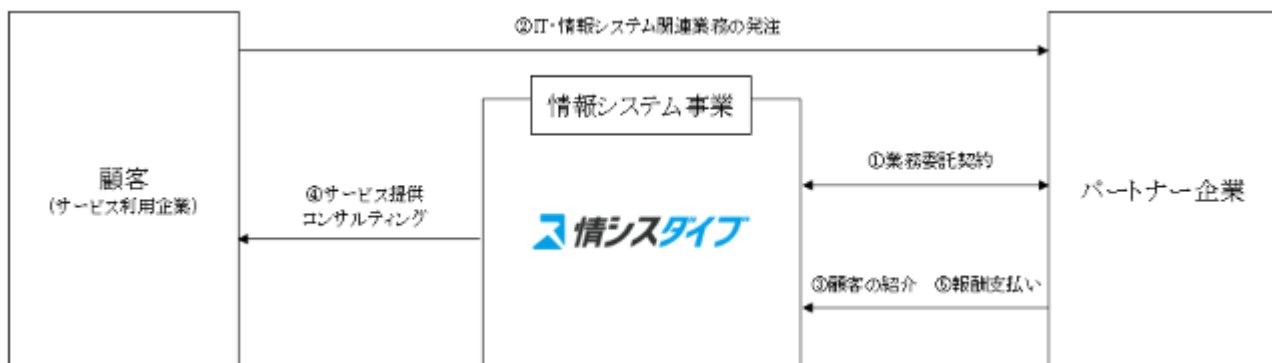 ②IT・情報システム関連業務の発注
情報システム事業
①業務委託契約
顧客
(サービス利用企業)
④サービス提供
コンサルティング
パートナー企業
情シスダイブ
③顧客の紹介 ⑤報酬支払い